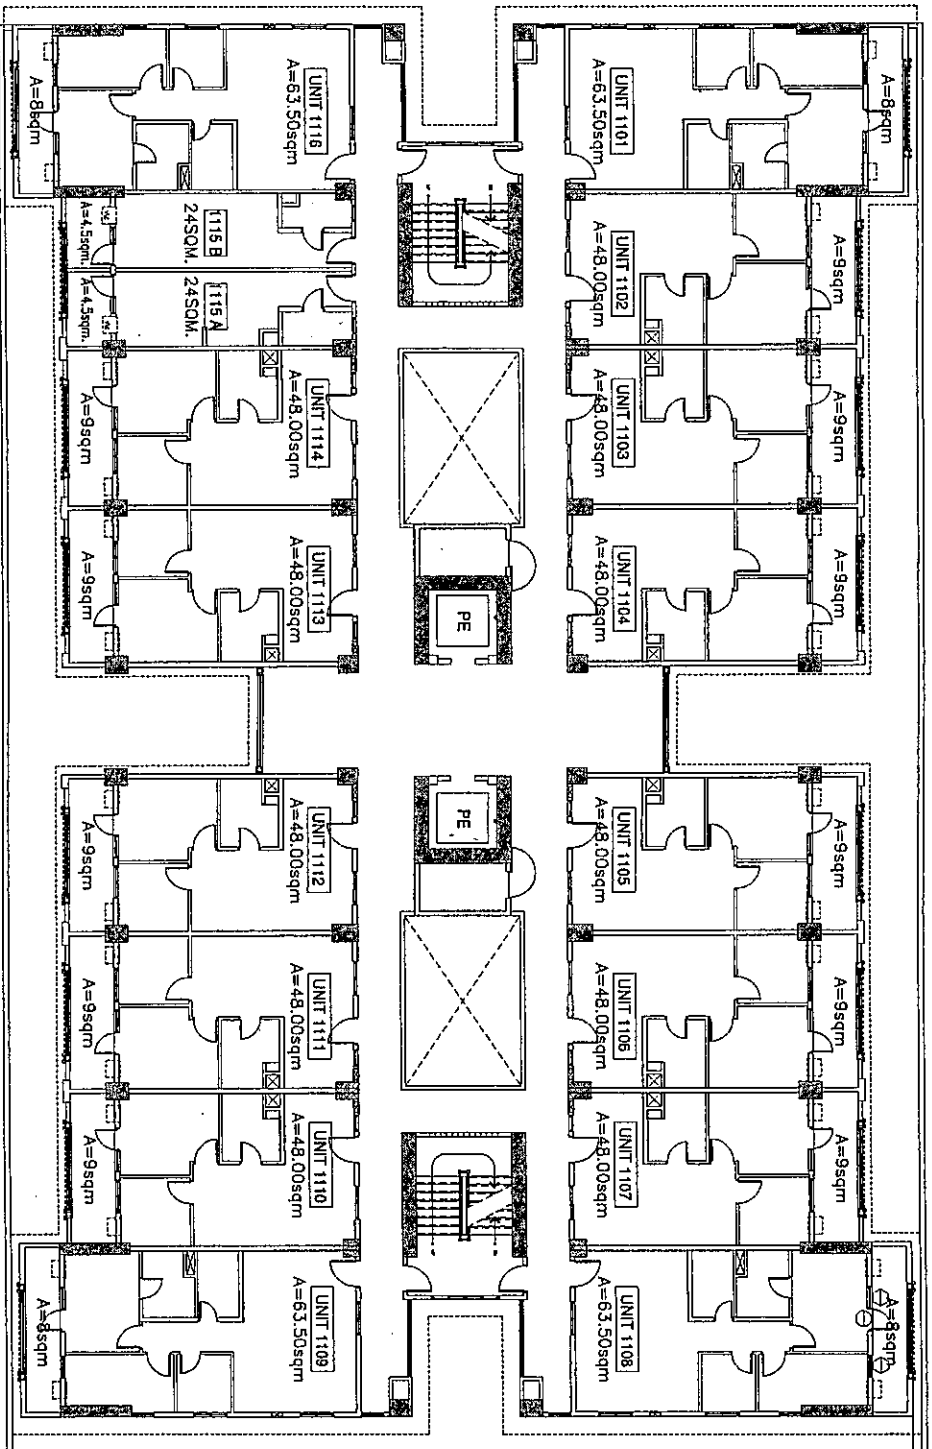 UNIT 1116
A=63.50sqm
A=8sqm
UNIT 1101
A=63.50sqm
A=8sqm
1115 B
24SQM.
A=4.5sqm.
1115 A
24SQM.
A=4.5sqm.
UNIT 1102
A=48.00sqm
A=9sqm
UNIT 1114
A=48.00sqm
A=9sqm
UNIT 1103
A=48.00sqm
A=9sqm
UNIT 1113
A=48.00sqm
A=9sqm
PE
UNIT 1104
A=48.00sqm
A=9sqm
UNIT 1112
A=48.00sqm
A=9sqm
PE
UNIT 1105
A=48.00sqm
A=9sqm
UNIT 1111
A=48.00sqm
A=9sqm
UNIT 1106
A=48.00sqm
A=9sqm
UNIT 1110
A=48.00sqm
A=9sqm
UNIT 1107
A=48.00sqm
A=9sqm
UNIT 1109
A=63.50sqm
A=8sqm
UNIT 1108
A=63.50sqm
A=8sqm